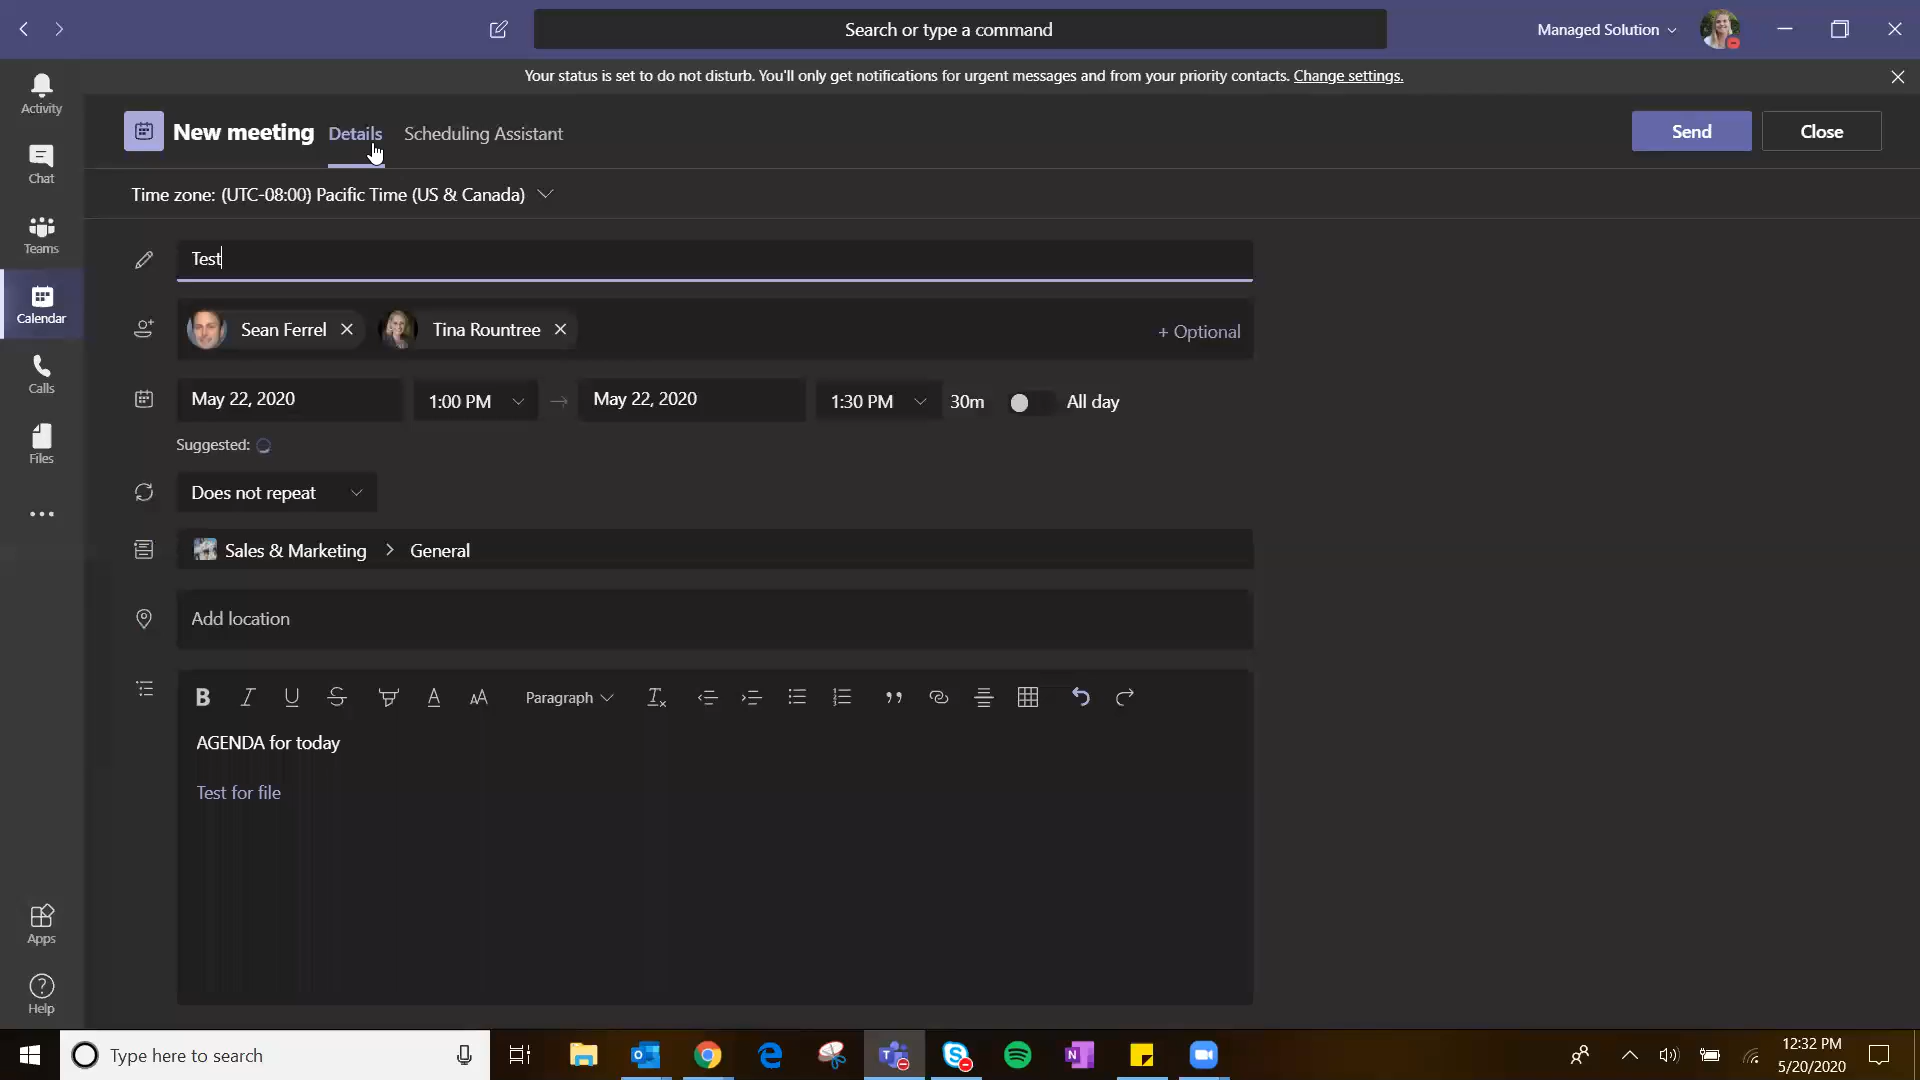 Search or type a command
Managed Solution
Your status is set to do not disturb. You'll only get notifications for urgent messages and from your priority contacts. Change settings.
Activity
Chat
Teams
Calendar
Calls
Files
Apps
Help
New meeting
Details
Scheduling Assistant
Send
Close
Time zone: (UTC-08:00) Pacific Time (US & Canada)
Test
Sean Ferrel
Tina Rountree
+ Optional
May 22, 2020
1:00 PM
May 22, 2020
1:30 PM
30m
All day
Suggested:
Does not repeat
Sales & Marketing > General
Add location
Paragraph
AGENDA for today
Test for file
Type here to search
12:32 PM
5/20/2020